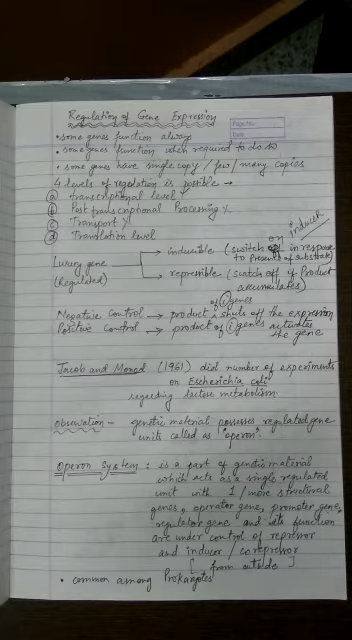 Regulation of Gene Expression
Page No.
Date
• some genes function always
• some genes function when required to do so
• some genes have single copy / few / many copies
4 levels of regulation is possible →
(a) transcriptional level
(b) Post transcriptional Processing
(c) Transport
(d) Translation level
Luxury gene
(Regulated)
→ inducible (switch on in response
to presence of substrate)
→ repressible (switch off if Product
accumulates)
Negative Control → product of (i) genes shuts off the expression
Positive Control → product of (i) genes activates
the gene
Jacob and Monod (1961) did number of experiments
on Escherichia coli
regarding lactose metabolism
Observation - genetic material possesses regulated gene
units called as "operon".
Operon System : is a part of genetic material
which acts as a single regulated
unit with 1 / more structural
genes, operator gene, promoter gene,
regulator gene and its function
are under control of repressor
and inducer / corepressor
[ from outside ]
• common among Prokaryotes